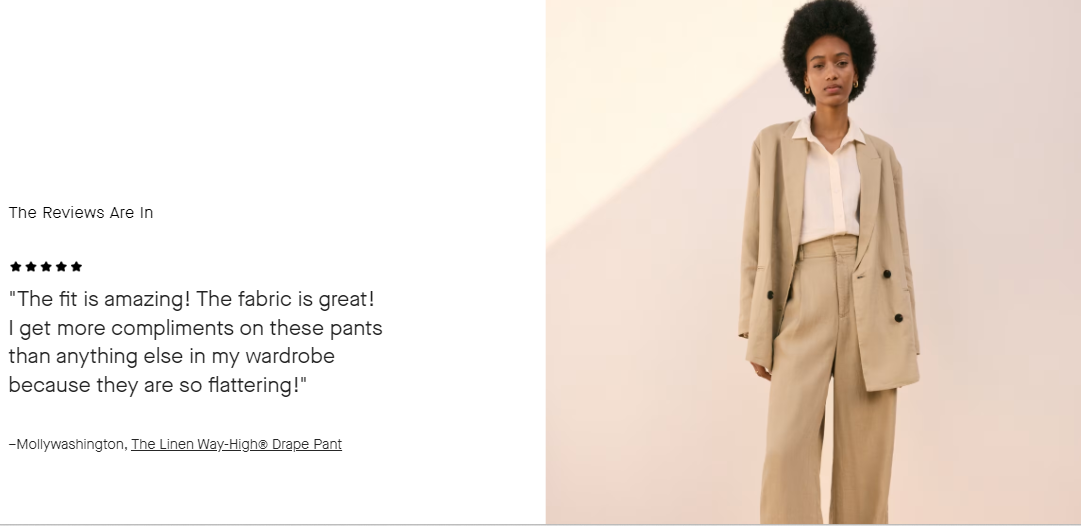 The Reviews Are In
★★★★★
"The fit is amazing! The fabric is great!
I get more compliments on these pants
than anything else in my wardrobe
because they are so flattering!"
–Mollywashington, The Linen Way-High® Drape Pant